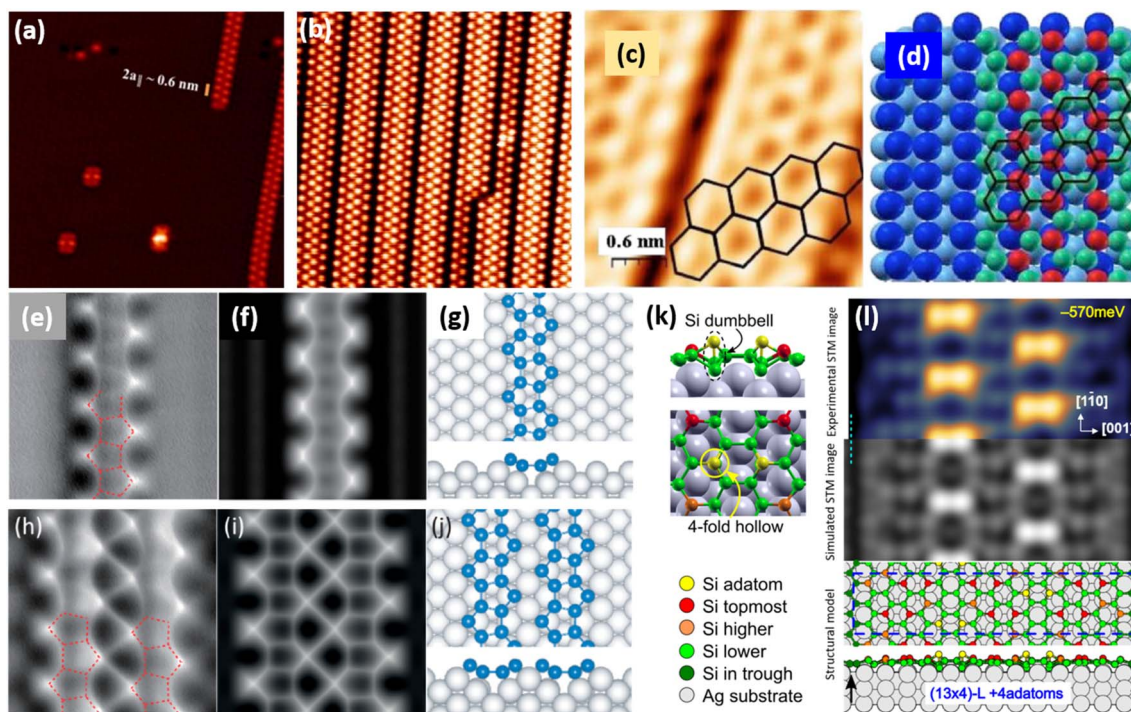 (a)
2a∥ ~ 0.6 nm
(b)
(c)
0.6 nm
(d)
(e)
(f)
(g)
(h)
(i)
(j)
(k)
Si dumbbell
4-fold hollow
Si adatom
Si topmost
Si higher
Si lower
Si in trough
Ag substrate
(l)
−570meV
[11̅0]
[001]
Experimental STM image
Simulated STM image
Structural model
(13x4)-L +4adatoms